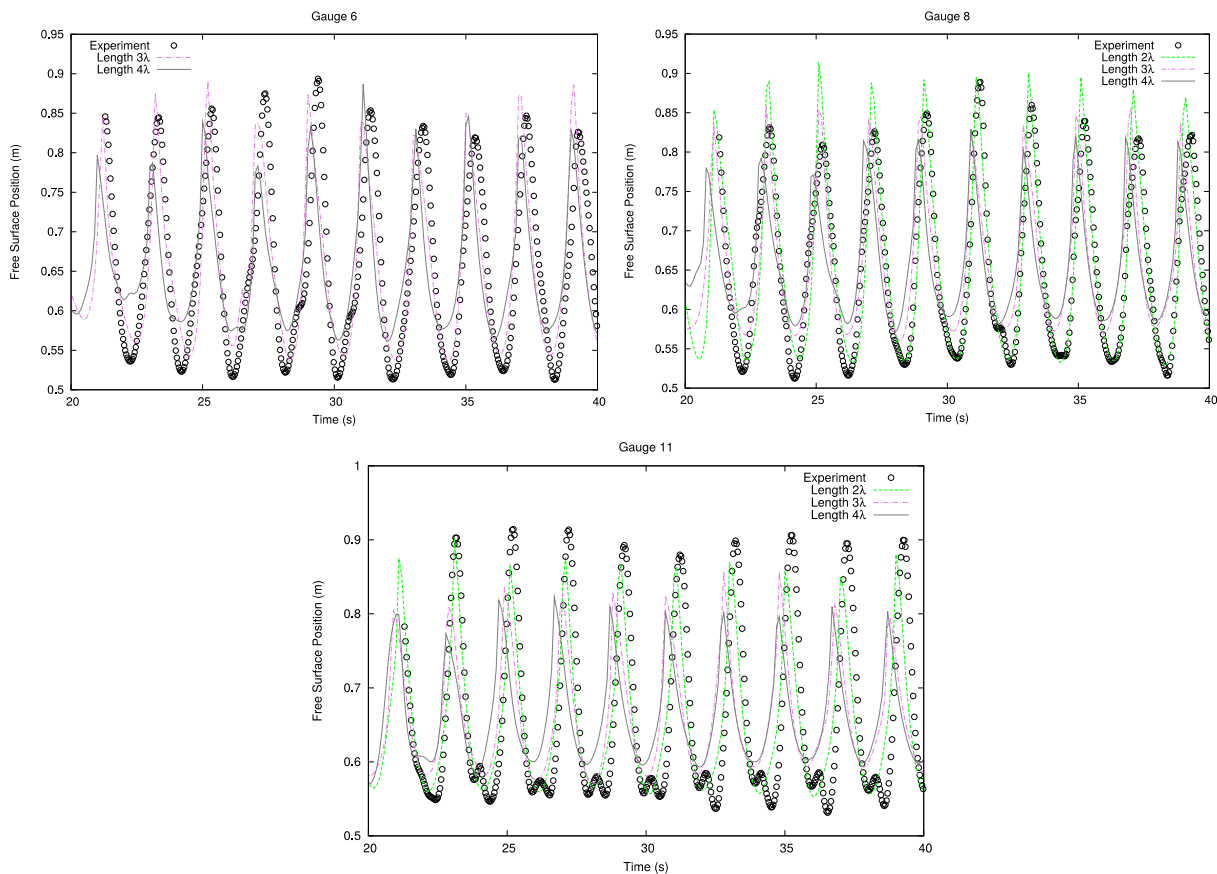 Gauge 6
0.95
0.9
0.85
0.8
0.75
0.7
0.65
0.6
0.55
0.5
Free Surface Position (m)
Experiment
Length 3λ
Length 4λ
20 25 30 35 40
Time (s)
Gauge 8
0.95
0.9
0.85
0.8
0.75
0.7
0.65
0.6
0.55
0.5
Free Surface Position (m)
Experiment
Length 2λ
Length 3λ
Length 4λ
20 25 30 35 40
Time (s)
Gauge 11
1
0.9
0.8
0.7
0.6
0.5
Free Surface Position (m)
Experiment
Length 2λ
Length 3λ
Length 4λ
20 25 30 35 40
Time (s)